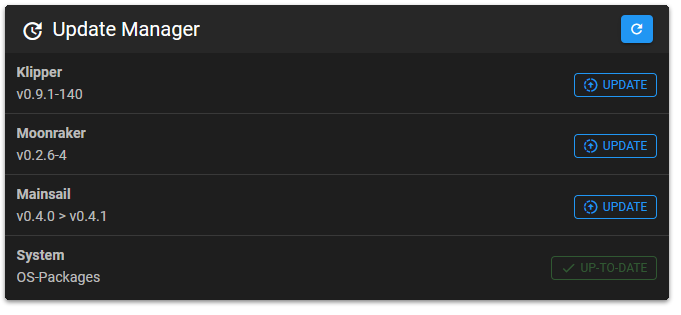 Update Manager
Klipper
v0.9.1-140
UPDATE
Moonraker
v0.2.6-4
UPDATE
Mainsail
v0.4.0 > v0.4.1
UPDATE
System
OS-Packages
UP-TO-DATE